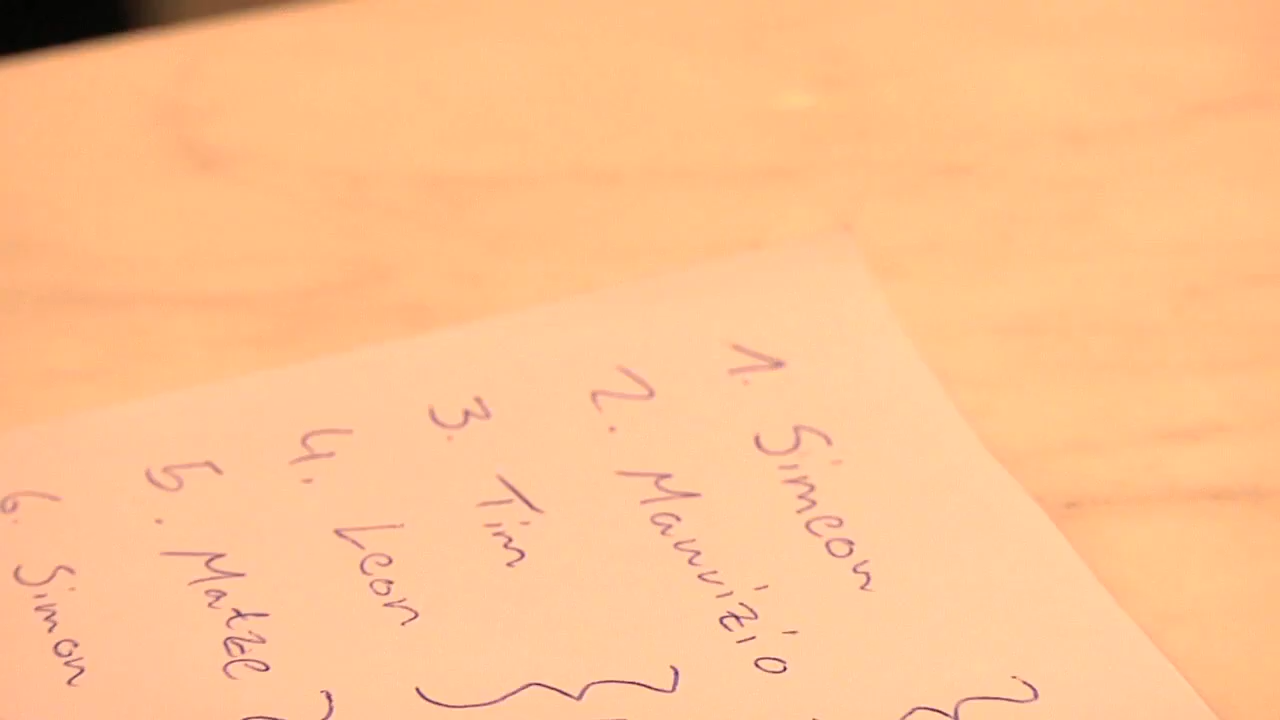 1. Simeon
2. Maurizio
3. Tim
4. Leon
5. Matze
6. Simon